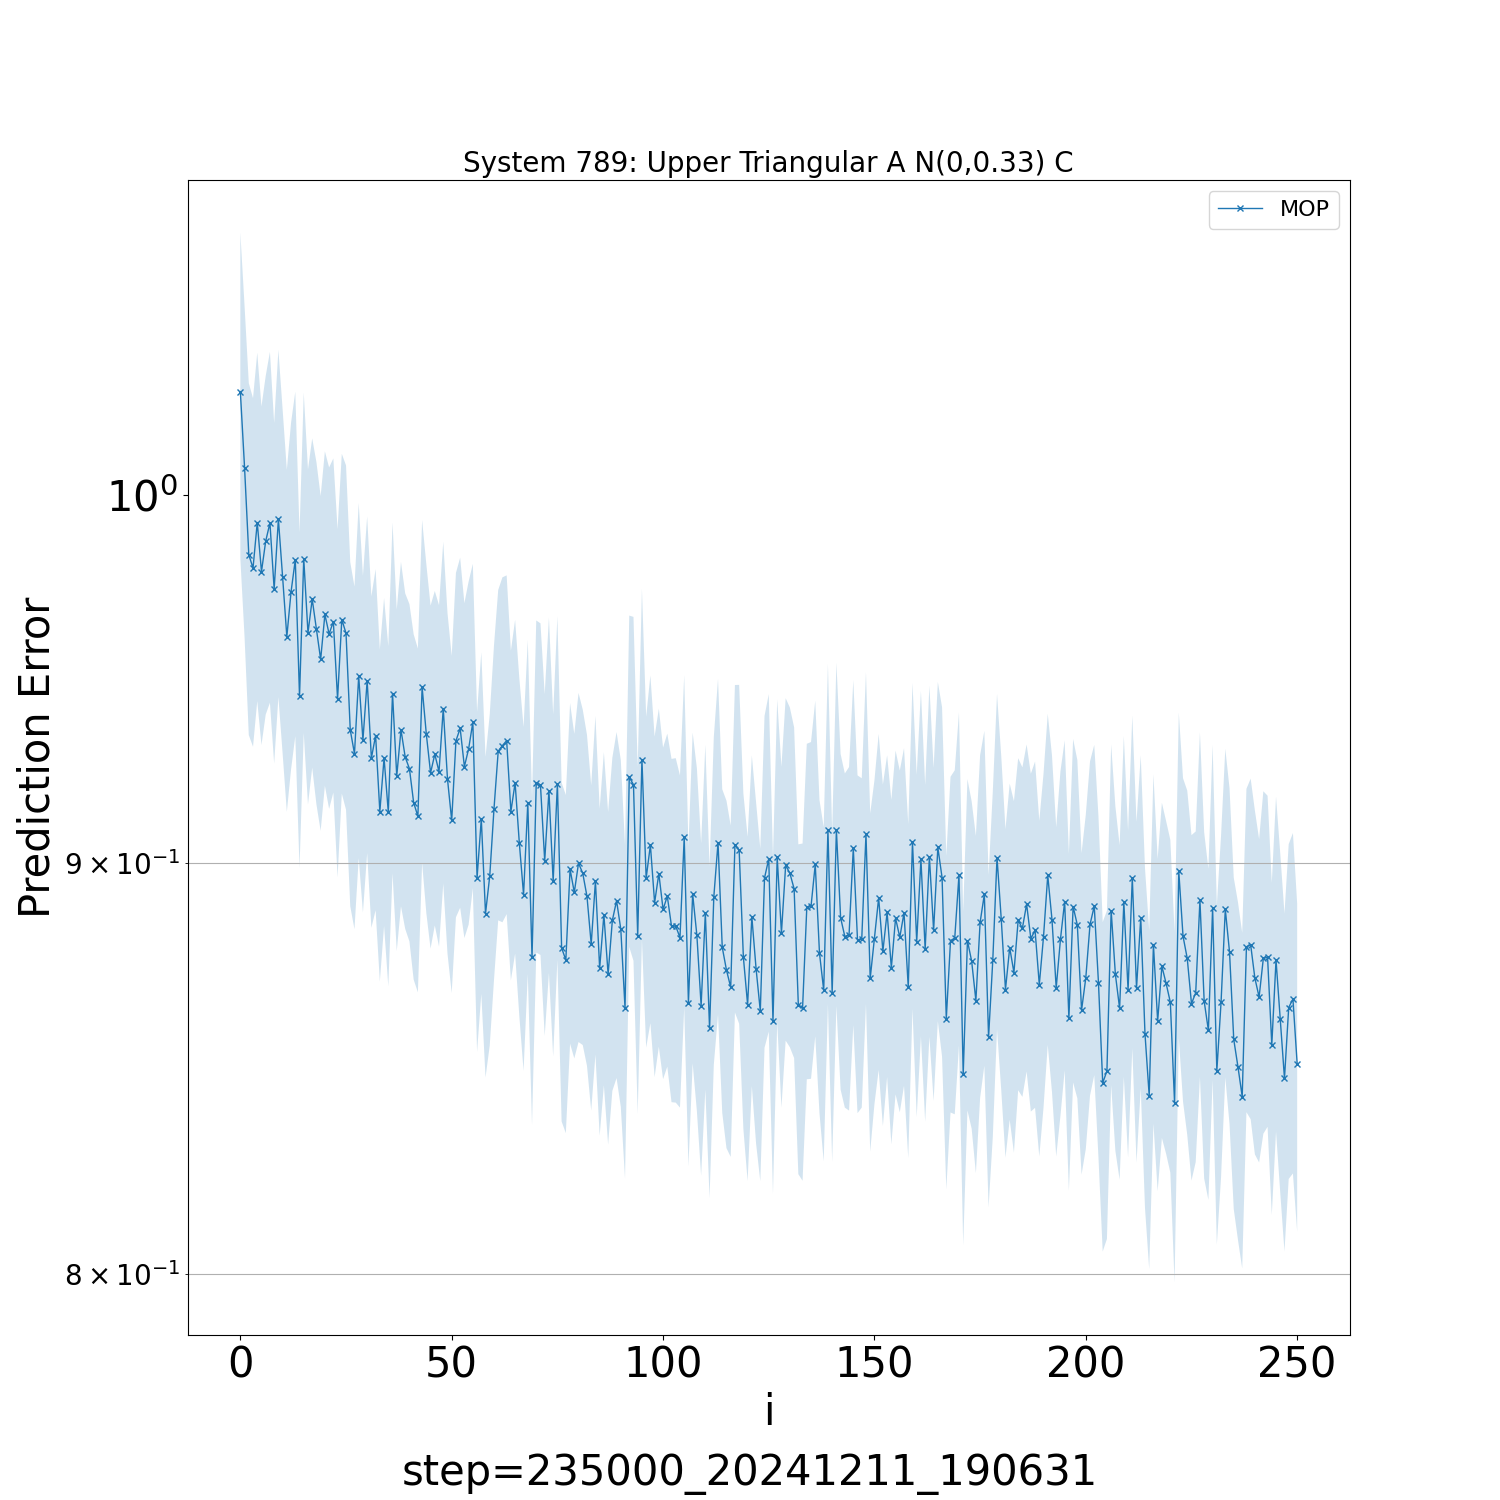 System 789: Upper Triangular A N(0,0.33) C
MOP
10⁰
9 × 10⁻¹
8 × 10⁻¹
Prediction Error
0 50 100 150 200 250
i
step=235000_20241211_190631